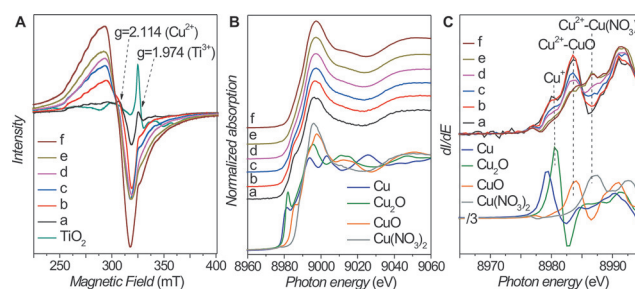 A
g=2.114 (Cu²⁺)
g=1.974 (Ti³⁺)
Intensity
f
e
d
c
b
a
TiO₂
250 300 350 400
Magnetic Field (mT)
B
Normalized absorption
f
e
d
c
b
a
Cu
Cu₂O
CuO
Cu(NO₃)₂
8960 8980 9000 9020 9040 9060
Photon energy (eV)
C
Cu²⁺-Cu(NO₃)
Cu²⁺-CuO
Cu⁺
dI/dE
f
e
d
c
b
a
Cu
Cu₂O
CuO
Cu(NO₃)₂
/3
8970 8980 8990
Photon energy (eV)